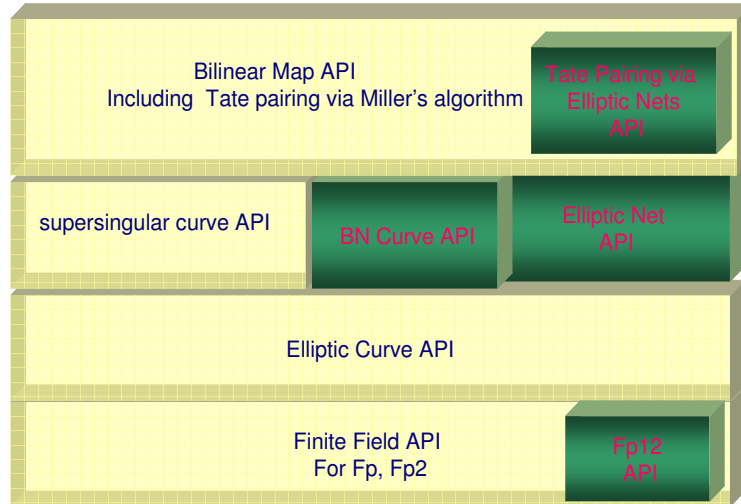 Bilinear Map API
Including Tate pairing via Miller's algorithm
Tate Pairing via
Elliptic Nets
API
supersingular curve API
BN Curve API
Elliptic Net
API
Elliptic Curve API
Finite Field API
For Fp, Fp2
Fp12
API